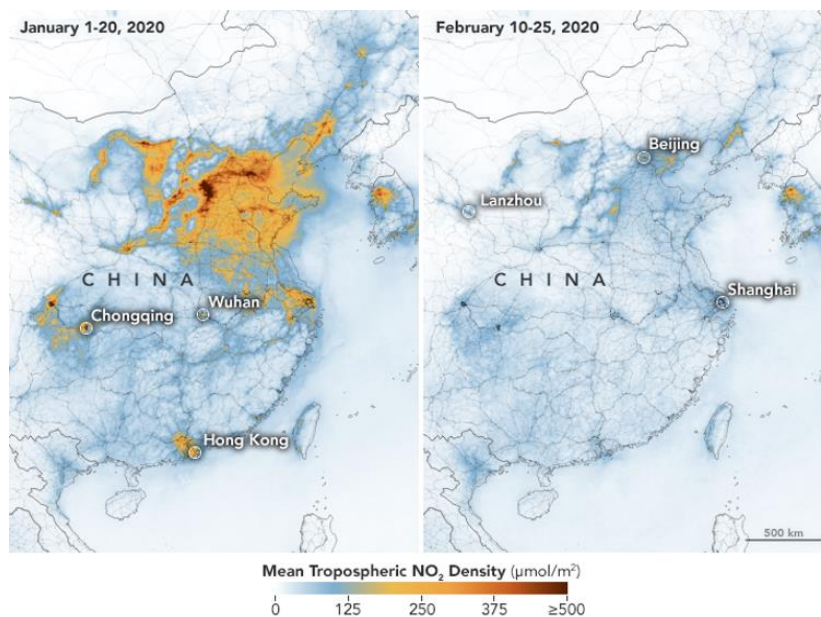 January 1-20, 2020
CHINA
Chongqing
Wuhan
Hong Kong
February 10-25, 2020
Beijing
Lanzhou
CHINA
Shanghai
500 km
Mean Tropospheric NO₂ Density (μmol/m²)
0 125 250 375 ≥500